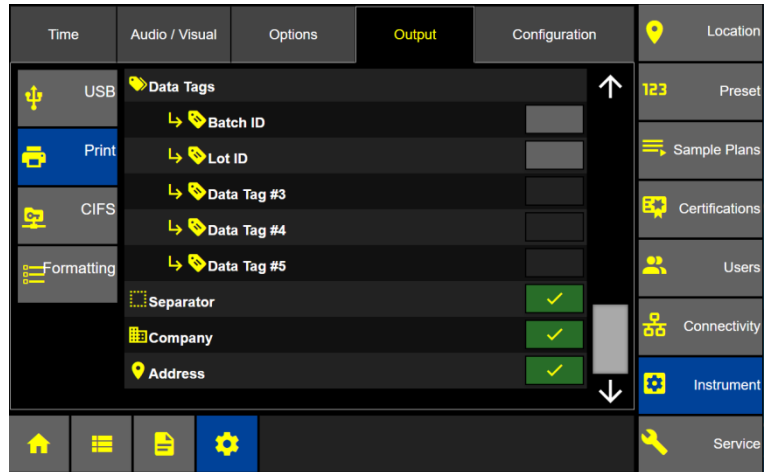 Time
Audio / Visual
Options
Output
Configuration
USB
Print
CIFS
Formatting
Data Tags
Batch ID
Lot ID
Data Tag #3
Data Tag #4
Data Tag #5
Separator
Company
Address
Location
123 Preset
Sample Plans
Certifications
Users
Connectivity
Instrument
Service